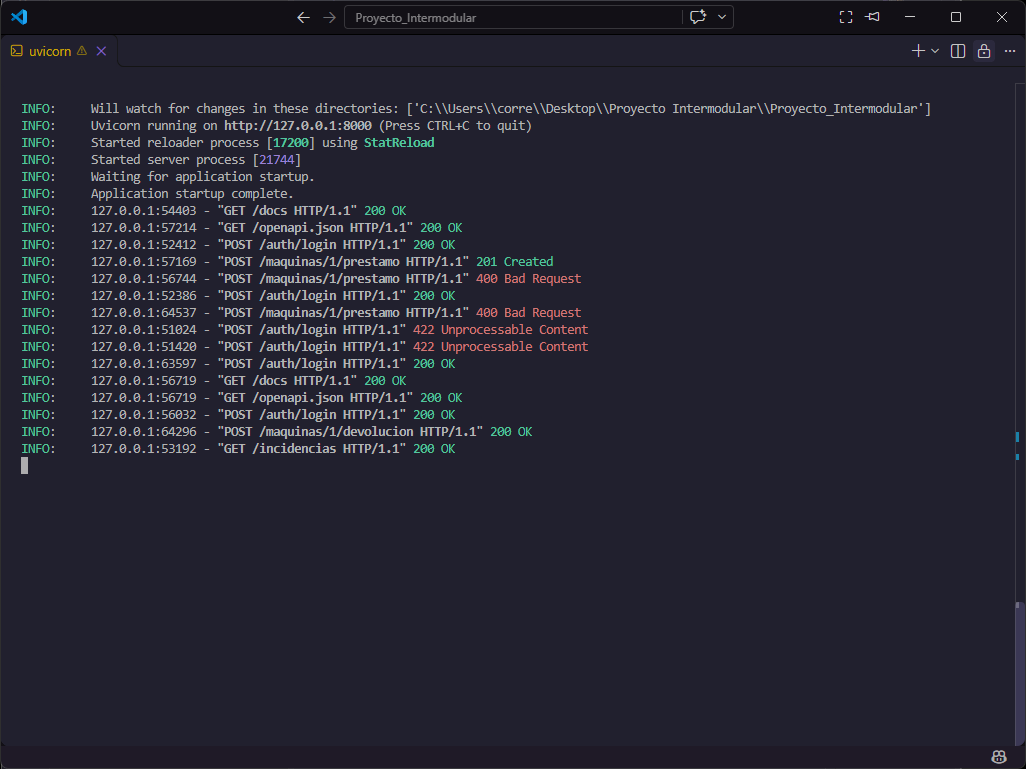 Proyecto_Intermodular
uvicorn
INFO: Will watch for changes in these directories: ['C:\\Users\\corre\\Desktop\\Proyecto Intermodular\\Proyecto_Intermodular']
INFO: Uvicorn running on http://127.0.0.1:8000 (Press CTRL+C to quit)
INFO: Started reloader process [17200] using StatReload
INFO: Started server process [21744]
INFO: Waiting for application startup.
INFO: Application startup complete.
INFO: 127.0.0.1:54403 - "GET /docs HTTP/1.1" 200 OK
INFO: 127.0.0.1:57214 - "GET /openapi.json HTTP/1.1" 200 OK
INFO: 127.0.0.1:52412 - "POST /auth/login HTTP/1.1" 200 OK
INFO: 127.0.0.1:57169 - "POST /maquinas/1/prestamo HTTP/1.1" 201 Created
INFO: 127.0.0.1:56744 - "POST /maquinas/1/prestamo HTTP/1.1" 400 Bad Request
INFO: 127.0.0.1:52386 - "POST /auth/login HTTP/1.1" 200 OK
INFO: 127.0.0.1:64537 - "POST /maquinas/1/prestamo HTTP/1.1" 400 Bad Request
INFO: 127.0.0.1:51024 - "POST /auth/login HTTP/1.1" 422 Unprocessable Content
INFO: 127.0.0.1:51420 - "POST /auth/login HTTP/1.1" 422 Unprocessable Content
INFO: 127.0.0.1:63597 - "POST /auth/login HTTP/1.1" 200 OK
INFO: 127.0.0.1:56719 - "GET /docs HTTP/1.1" 200 OK
INFO: 127.0.0.1:56719 - "GET /openapi.json HTTP/1.1" 200 OK
INFO: 127.0.0.1:56032 - "POST /auth/login HTTP/1.1" 200 OK
INFO: 127.0.0.1:64296 - "POST /maquinas/1/devolucion HTTP/1.1" 200 OK
INFO: 127.0.0.1:53192 - "GET /incidencias HTTP/1.1" 200 OK